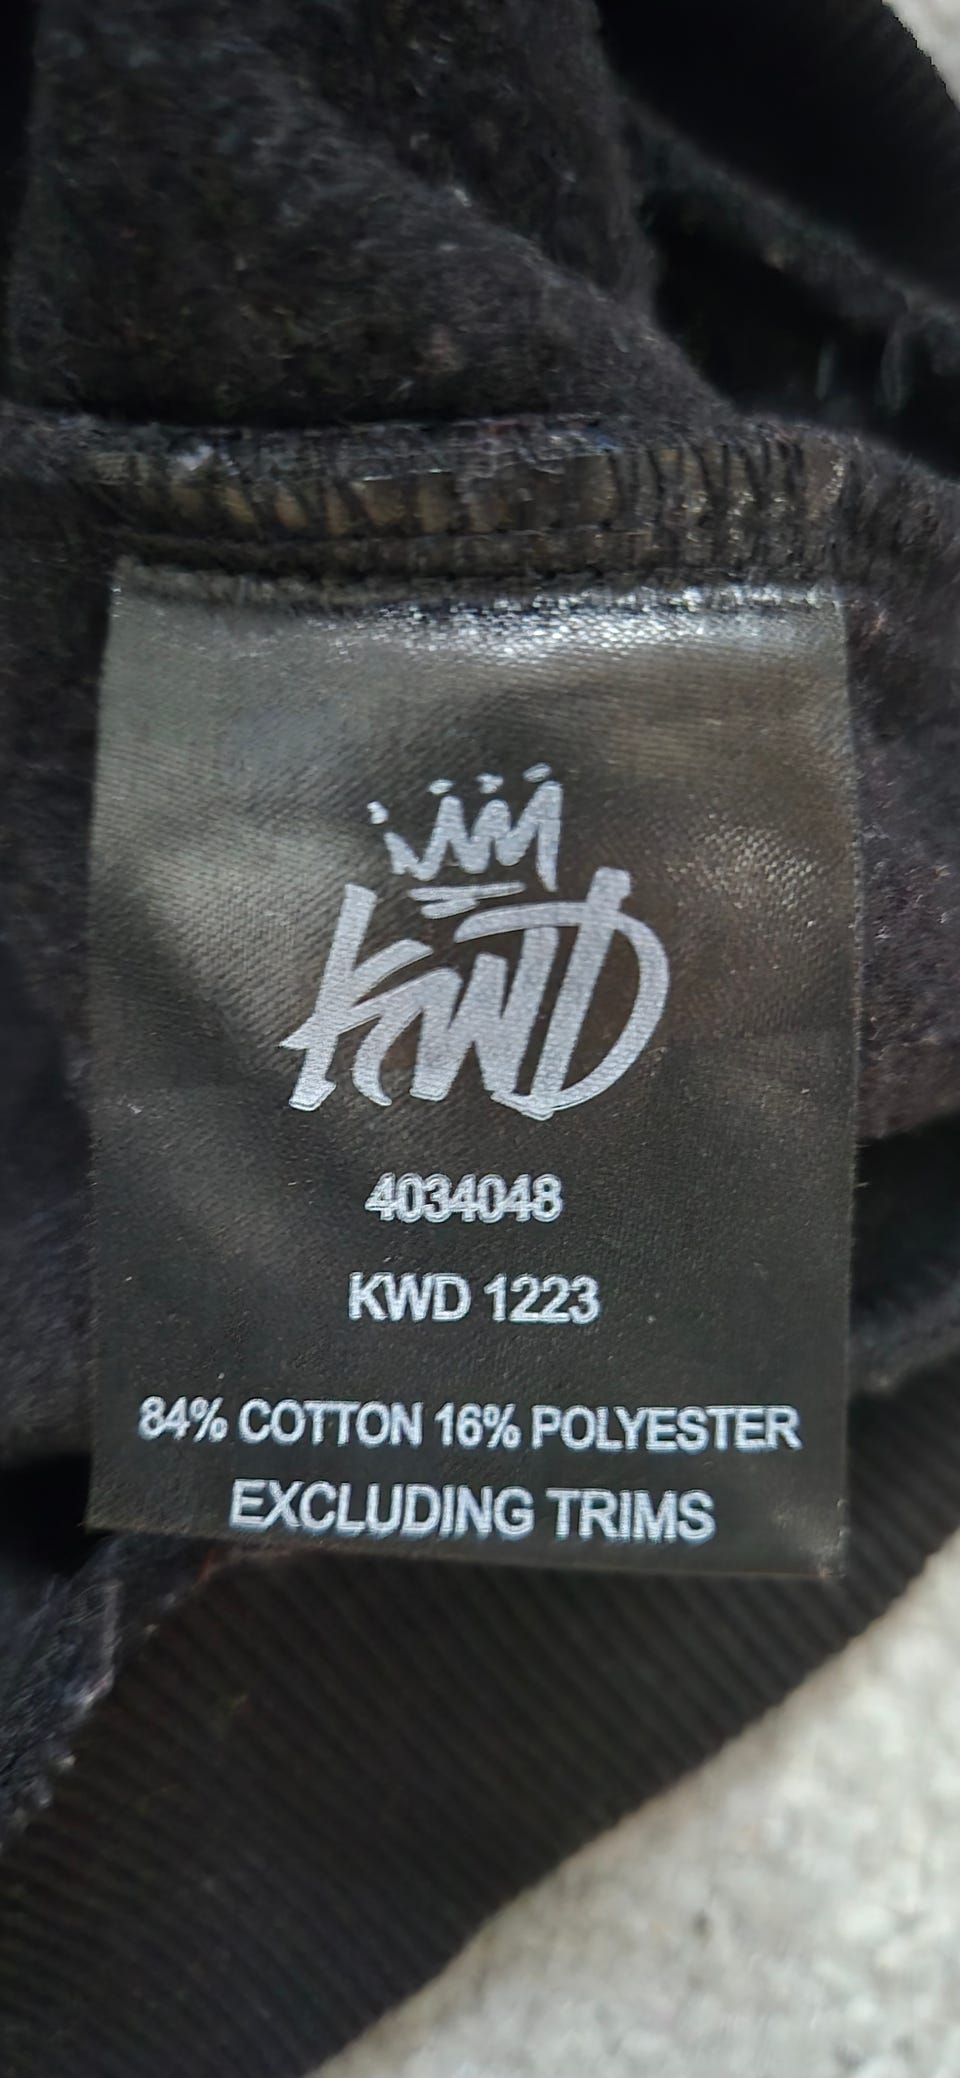 KWD
4034048
KWD 1223
84% COTTON 16% POLYESTER
EXCLUDING TRIMS